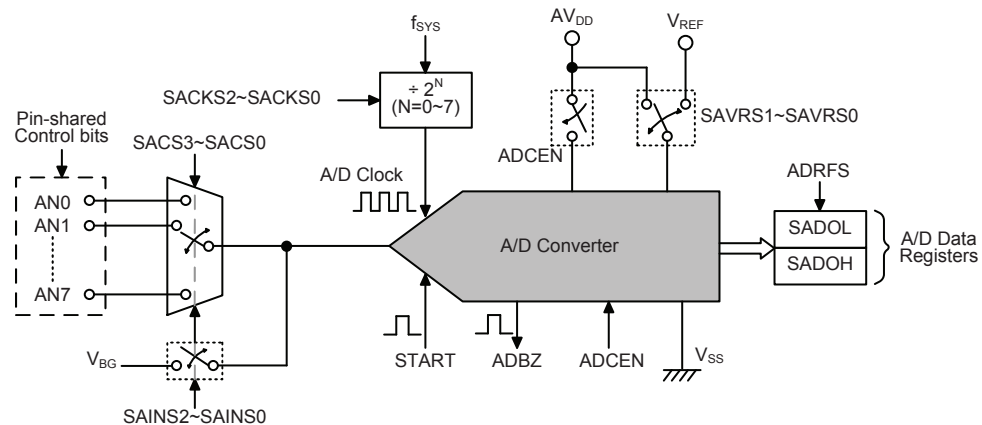 AVDD
VREF
fSYS
÷ 2N
(N=0~7)
SACKS2~SACKS0
SAVRS1~SAVRS0
Pin-shared
Control bits
SACS3~SACS0
ADCEN
A/D Clock
ADRFS
AN0
AN1
AN7
A/D Converter
SADOL
SADOH
A/D Data
Registers
VBG
START
ADBZ
ADCEN
VSS
SAINS2~SAINS0